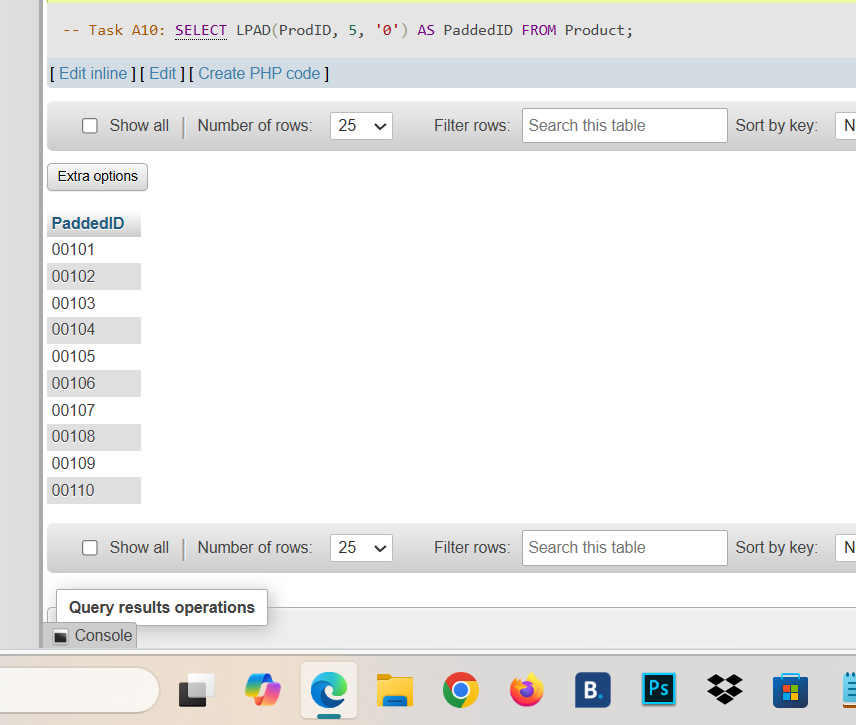 -- Task A10: SELECT LPAD(ProdID, 5, '0') AS PaddedID FROM Product;
[ Edit inline ] [ Edit ] [ Create PHP code ]
Show all | Number of rows: 25 Filter rows: Search this table Sort by key: N
Extra options
PaddedID
00101
00102
00103
00104
00105
00106
00107
00108
00109
00110
Show all | Number of rows: 25 Filter rows: Search this table Sort by key: N
Query results operations
Console
B. Ps